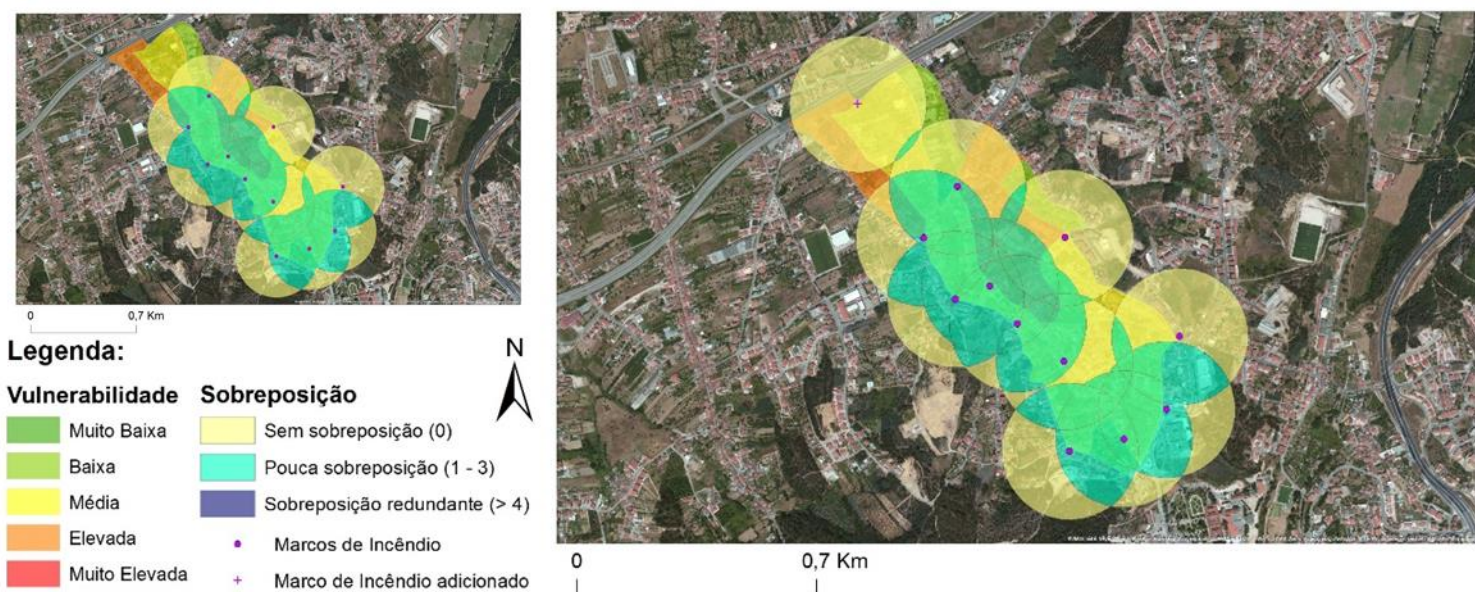 0
0,7 Km
Legenda:
N
Vulnerabilidade
Muito Baixa
Baixa
Média
Elevada
Muito Elevada
Sobreposição
Sem sobreposição (0)
Pouca sobreposição (1 - 3)
Sobreposição redundante (> 4)
Marcos de Incêndio
Marco de Incêndio adicionado
0
0,7 Km